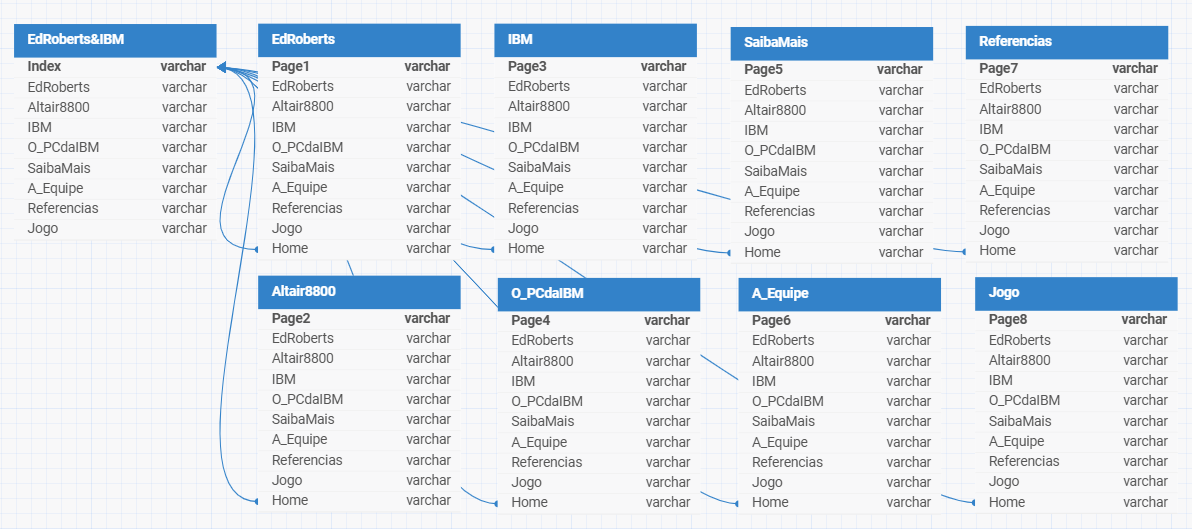 EdRoberts&IBM
Index varchar
EdRoberts varchar
Altair8800 varchar
IBM varchar
O_PCdaIBM varchar
SaibaMais varchar
A_Equipe varchar
Referencias varchar
Jogo varchar
EdRoberts
Page1 varchar
EdRoberts varchar
Altair8800 varchar
IBM varchar
O_PCdaIBM varchar
SaibaMais varchar
A_Equipe varchar
Referencias varchar
Jogo varchar
Home varchar
IBM
Page3 varchar
EdRoberts varchar
Altair8800 varchar
IBM varchar
O_PCdaIBM varchar
SaibaMais varchar
A_Equipe varchar
Referencias varchar
Jogo varchar
Home varchar
SaibaMais
Page5 varchar
EdRoberts varchar
Altair8800 varchar
IBM varchar
O_PCdaIBM varchar
SaibaMais varchar
A_Equipe varchar
Referencias varchar
Jogo varchar
Home varchar
Referencias
Page7 varchar
EdRoberts varchar
Altair8800 varchar
IBM varchar
O_PCdaIBM varchar
SaibaMais varchar
A_Equipe varchar
Referencias varchar
Jogo varchar
Home varchar
Altair8800
Page2 varchar
EdRoberts varchar
Altair8800 varchar
IBM varchar
O_PCdaIBM varchar
SaibaMais varchar
A_Equipe varchar
Referencias varchar
Jogo varchar
Home varchar
O_PCdaIBM
Page4 varchar
EdRoberts varchar
Altair8800 varchar
IBM varchar
O_PCdaIBM varchar
SaibaMais varchar
A_Equipe varchar
Referencias varchar
Jogo varchar
Home varchar
A_Equipe
Page6 varchar
EdRoberts varchar
Altair8800 varchar
IBM varchar
O_PCdaIBM varchar
SaibaMais varchar
A_Equipe varchar
Referencias varchar
Jogo varchar
Home varchar
Jogo
Page8 varchar
EdRoberts varchar
Altair8800 varchar
IBM varchar
O_PCdaIBM varchar
SaibaMais varchar
A_Equipe varchar
Referencias varchar
Jogo varchar
Home varchar